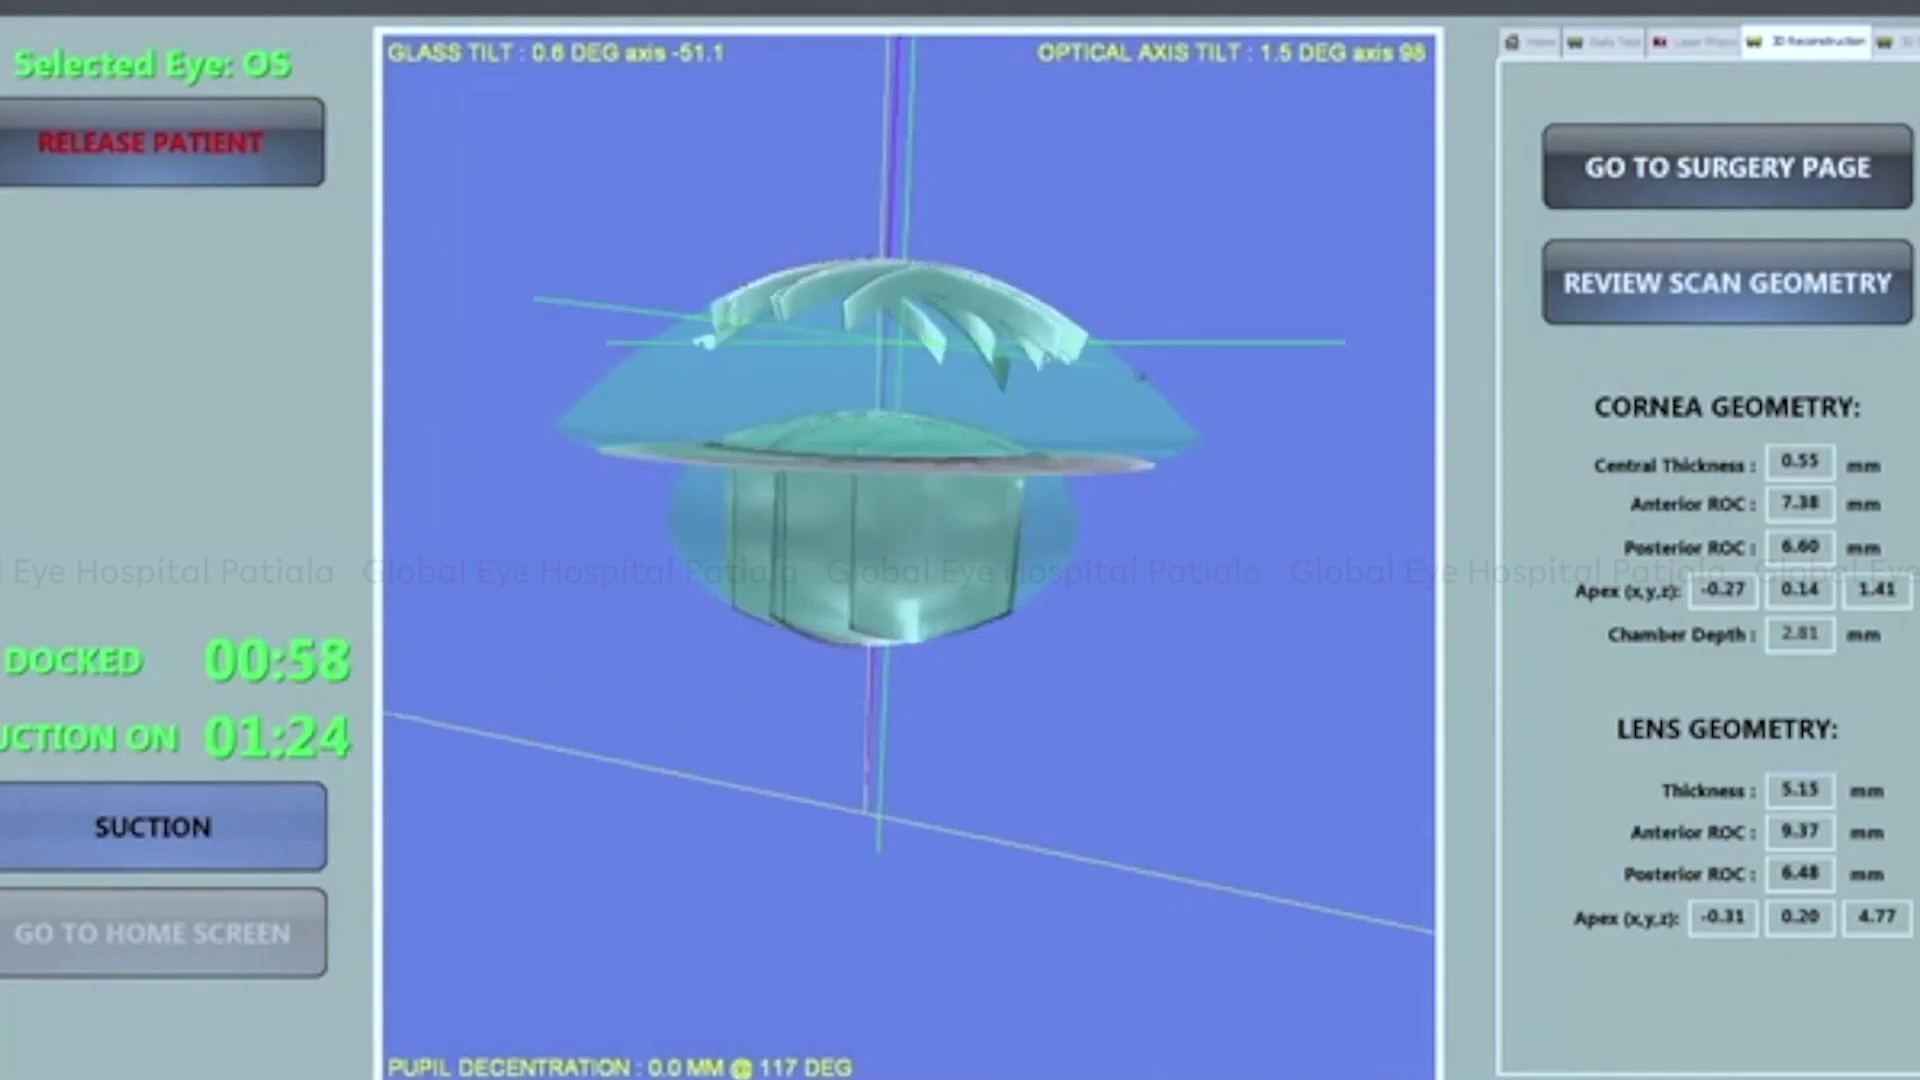 Selected Eye: OS
RELEASE PATIENT
DOCKED 00:58
UCTION ON 01:24
SUCTION
GO TO HOME SCREEN
GLASS TILT : 0.6 DEG axis -51.1
OPTICAL AXIS TILT : 1.5 DEG axis 98
PUPIL DECENTRATION : 0.0 MM @ 117 DEG
Home
3D Reconstruction
GO TO SURGERY PAGE
REVIEW SCAN GEOMETRY
CORNEA GEOMETRY:
Central Thickness : 0.55 mm
Anterior ROC : 7.38 mm
Posterior ROC : 6.60 mm
Apex (x,y,z): -0.27 0.14 1.41
Chamber Depth : 2.81 mm
LENS GEOMETRY:
Thickness : 5.15 mm
Anterior ROC : 9.37 mm
Posterior ROC : 6.48 mm
Apex (x,y,z): -0.31 0.20 4.77
l Eye Hospital Patiala Global Eye Hospital Patiala Global Eye Hospital Patiala Global Eye Hospital Patiala Global Eye